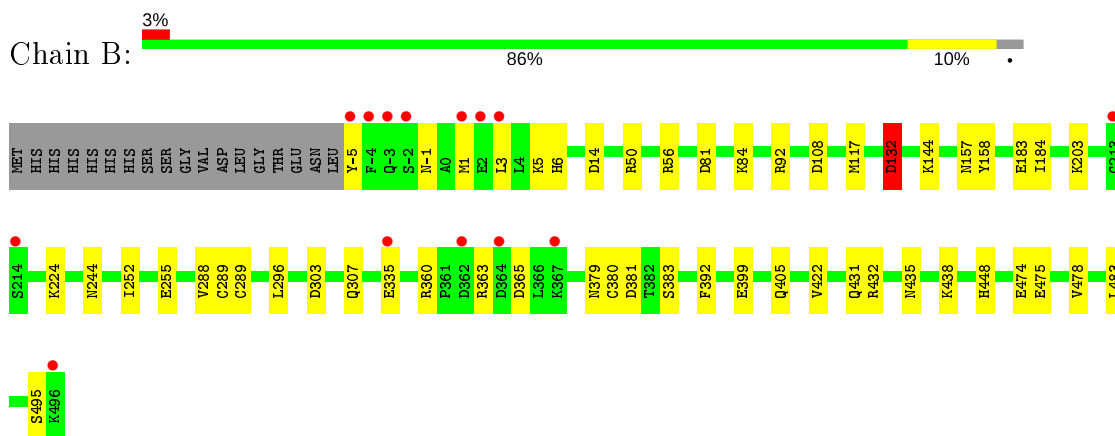 3%
Chain B:
86%
10%
MET HIS HIS HIS HIS HIS HIS SER SER GLY VAL ASP LEU GLY THR GLU ASN LEU Y-5 F-4 Q-3 S-2 N-1 A0 M1 E2 L3 L4 K5 H6 D14 R50 R56 D81 K84 R92 D108 M117 D132 K144 N157 Y158 E183 I184 K203
S214 K224 N244 I252 E255 V288 C289 C289 L296 D303 Q307 E335 R360 P361 D362 R363 D364 D365 L366 K367 N379 C380 D381 T382 S383 F392 E399 Q405 V422 Q431 R432 N435 K438 H448 E474 E475 V478
S495 K496